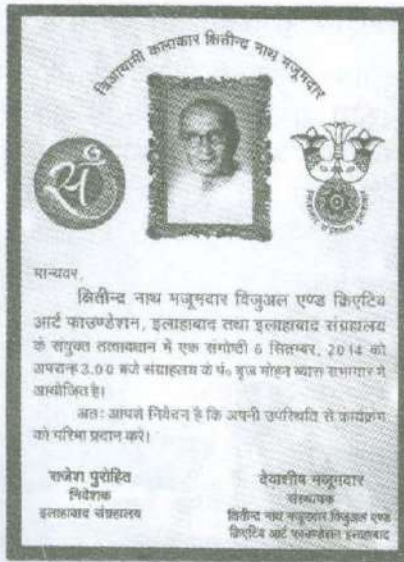 त्रिआयामी कलाकार क्षितीन्द्र नाथ मजूमदार
मान्यवर,
क्षितीन्द्र नाथ मजूमदार विजुअल एण्ड क्रिएटिव
आर्ट फाउण्डेशन, इलाहाबाद तथा इलाहाबाद संग्रहालय
के संयुक्त तत्वावधान में एक संगोष्ठी 6 सितम्बर, 2014 को
अपरान्ह 3.00 बजे संग्रहालय के पं० बृज मोहन व्यास सभागार में
आयोजित है।
अतः आपसे निवेदन है कि अपनी उपस्थिति से कार्यक्रम
को गरिमा प्रदान करें।
राजेश पुरोहित
निदेशक
इलाहाबाद संग्रहालय
देवाशीष मजूमदार
संस्थापक
क्षितीन्द्र नाथ मजूमदार विजुअल एण्ड
क्रिएटिव आर्ट फाउण्डेशन इलाहाबाद